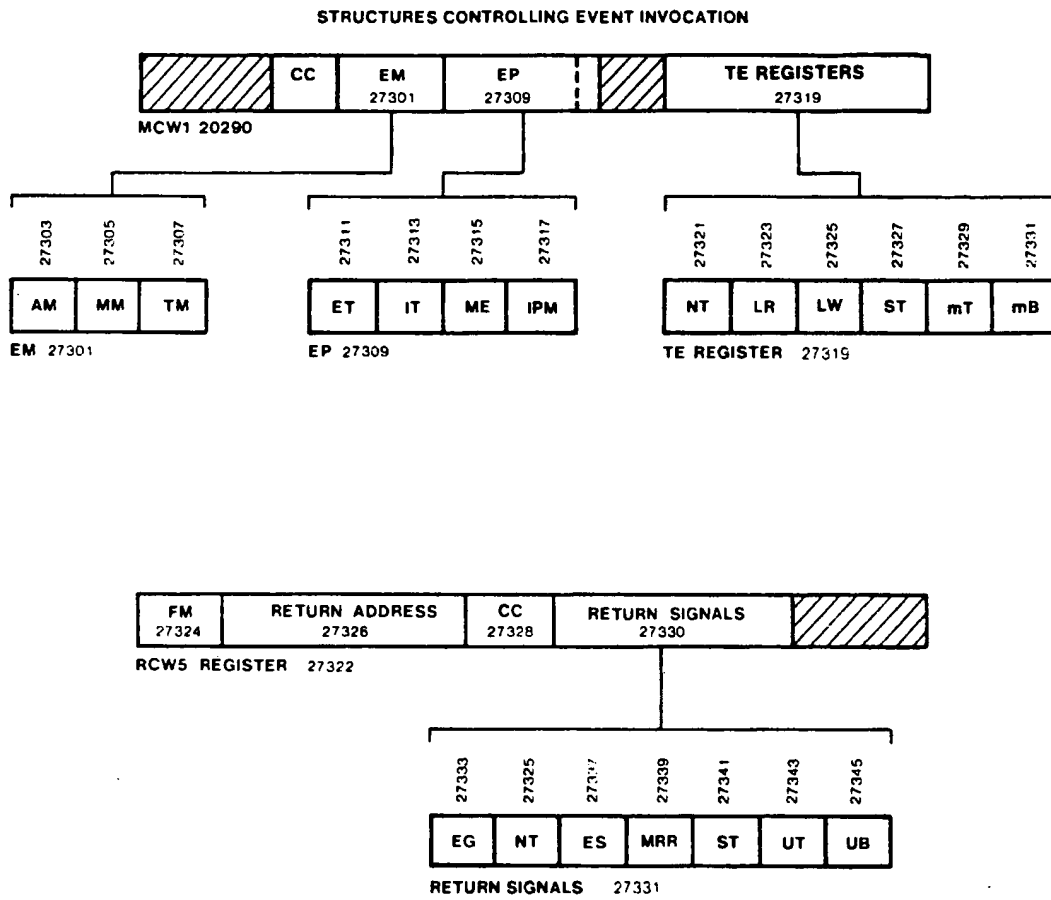 STRUCTURES CONTROLLING EVENT INVOCATION
CC EM EP TE REGISTERS
27301 27309 27319
MCW1 20290
27303 27305 27307 27311 27313 27315 27317 27321 27323 27325 27327 27329 27331
AM MM TM ET IT ME IPM NT LR LW ST mT mB
EM 27301 EP 27309 TE REGISTER 27319
FM RETURN ADDRESS CC RETURN SIGNALS
27324 27326 27328 27330
RCW5 REGISTER 27322
27333 27325 27339 27341 27343 27345
EG NT ES MRR ST UT UB
RETURN SIGNALS 27331